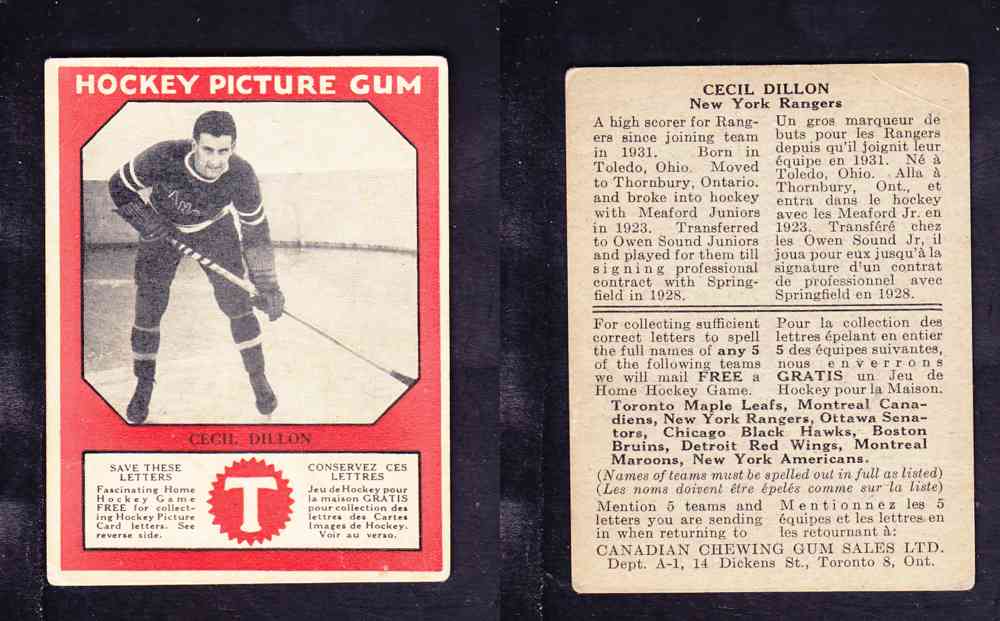 HOCKEY PICTURE GUM
CECIL DILLON
SAVE THESE
LETTERS
Fascinating Home
Hockey Game
FREE for collect-
ing Hockey Picture
Card letters. See
reverse side.
T
CONSERVEZ CES
LETTRES
Jeu de Hockey pour
la maison GRATIS
pour collection des
lettres des Cartes
Images de Hockey.
Voir au verso.
CECIL DILLON
New York Rangers
A high scorer for Rang-
ers since joining team
in 1931. Born in
Toledo, Ohio. Moved
to Thornbury, Ontario.
and broke into hockey
with Meaford Juniors
in 1923. Transferred
to Owen Sound Juniors
and played for them till
signing professional
contract with Spring-
field in 1928.
Un gros marqueur de
buts pour les Rangers
depuis qu'il joignit leur
équipe en 1931. Né à
Toledo, Ohio. Alla à
Thornbury, Ont., et
entra dans le hockey
avec les Meaford Jr. en
1923. Transféré chez
les Owen Sound Jr, il
joua pour eux jusqu'à la
signature d'un contrat
de professionnel avec
Springfield en 1928.
For collecting sufficient
correct letters to spell
the full names of any 5
of the following teams
we will mail FREE a
Home Hockey Game.
Pour la collection des
lettres épelant en entier
5 des équipes suivantes,
nous enverrons
GRATIS un Jeu de
Hockey pour la Maison.
Toronto Maple Leafs, Montreal Cana-
diens, New York Rangers, Ottawa Sena-
tors, Chicago Black Hawks, Boston
Bruins, Detroit Red Wings, Montreal
Maroons, New York Americans.
(Names of teams must be spelled out in full as listed)
(Les noms doivent être épelés comme sur la liste)
Mention 5 teams and
letters you are sending
in when returning to
Mentionnez les 5
équipes et les lettres en
les retournant à:
CANADIAN CHEWING GUM SALES LTD.
Dept. A-1, 14 Dickens St., Toronto 8, Ont.